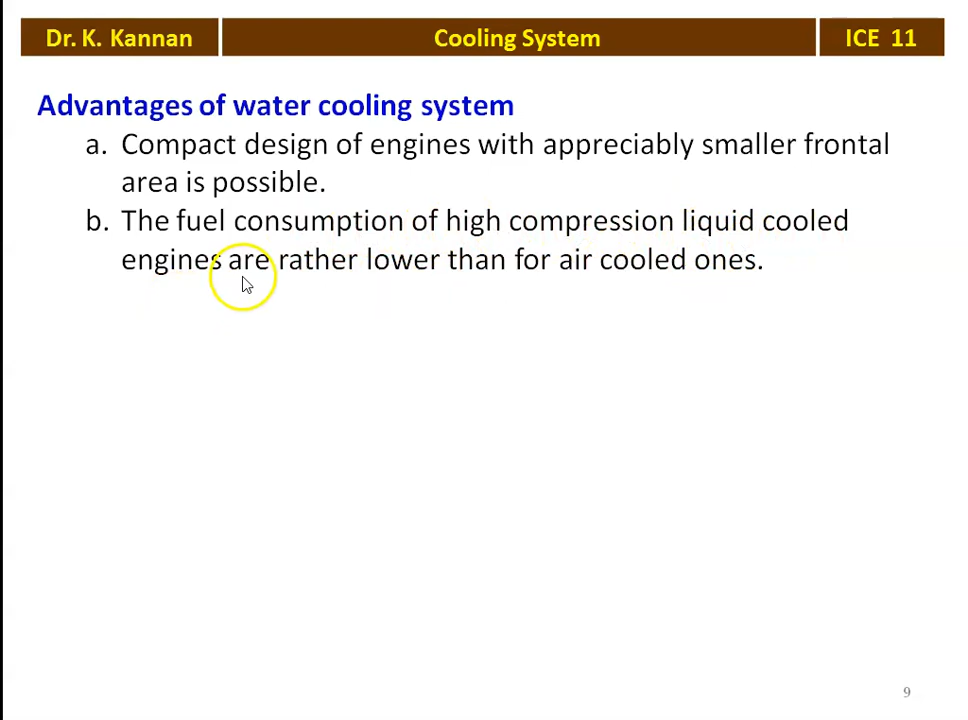 Dr. K. Kannan
Cooling System
ICE 11
Advantages of water cooling system
a. Compact design of engines with appreciably smaller frontal
area is possible.
b. The fuel consumption of high compression liquid cooled
engines are rather lower than for air cooled ones.
9